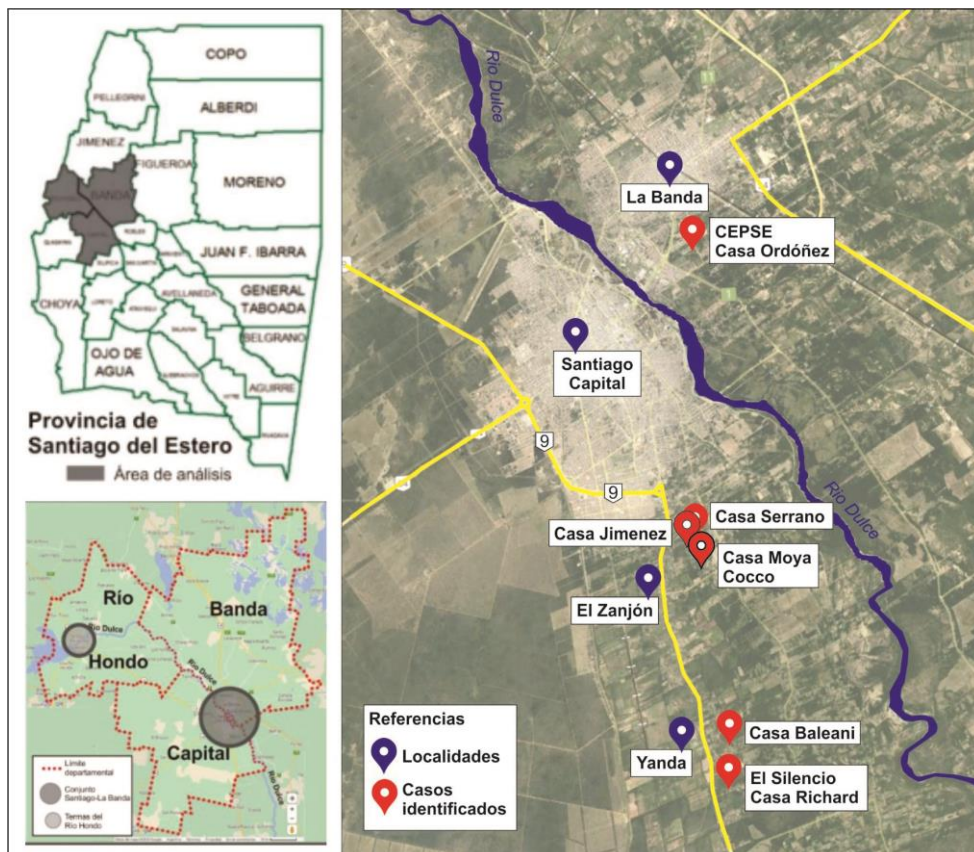 COPO
PELLEGRINI
ALBERDI
JIMENEZ
FIGUEROA
MORENO
BANDA
ROBLES
JUAN F. IBARRA
CHOYA
LORETO
AVELLANEDA
GENERAL
TABOADA
BELGRANO
OJO DE
AGUA
AGUIRRE
Provincia de
Santiago del Estero
Área de análisis
Río
Hondo
Río Dulce
Banda
Río Dulce
Capital
Río Dulce
Límite
departamental
Conjunto
Santiago-La Banda
Termas del
Río Hondo
Río Dulce
La Banda
CEPSE
Casa Ordóñez
Santiago
Capital
9
9
Río Dulce
Casa Serrano
Casa Jimenez
Casa Moya
Cocco
El Zanjón
Referencias
Localidades
Casos
identificados
Yanda
Casa Baleani
El Silencio
Casa Richard